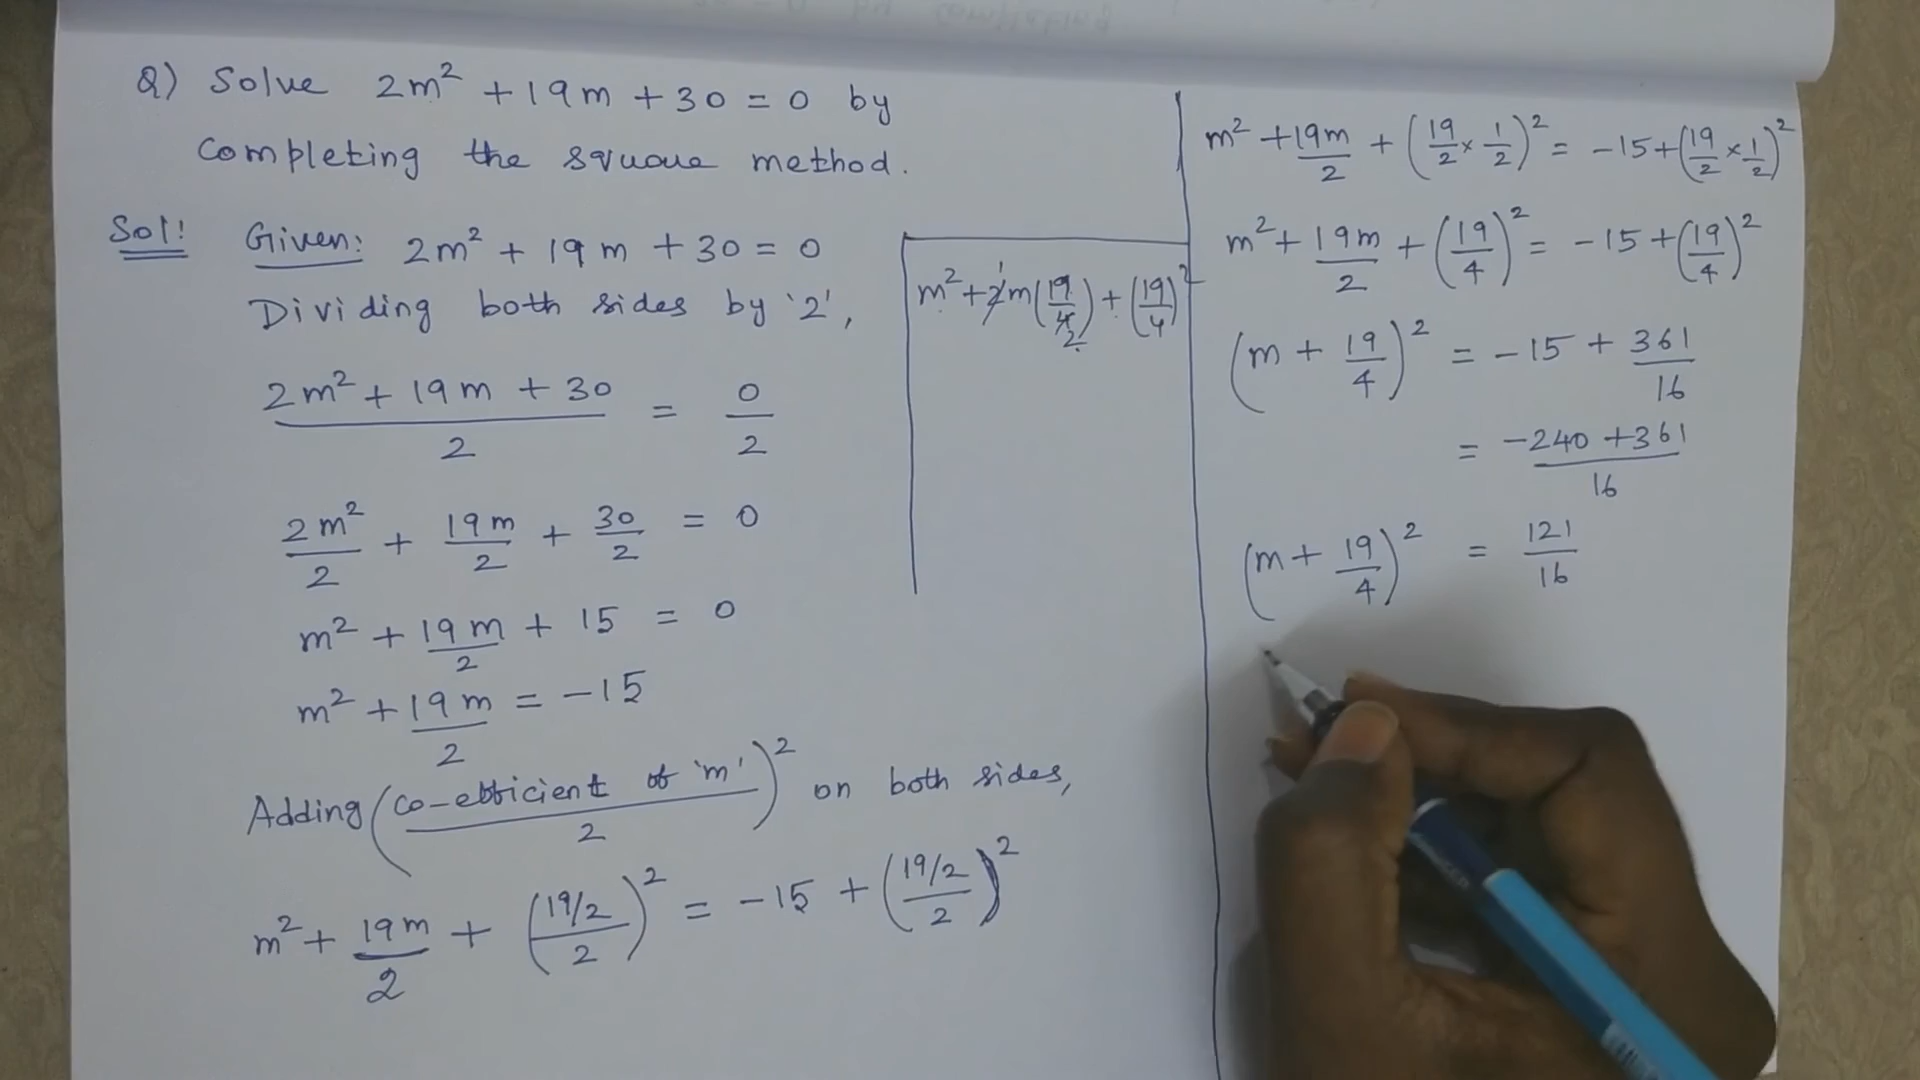 Q) Solve 2m² + 19m + 30 = 0 by
Completing the square method.
Sol: Given: 2m² + 19m + 30 = 0
Dividing both sides by '2',
(2m² + 19m + 30)/2 = 0/2
2m²/2 + 19m/2 + 30/2 = 0
m² + 19m/2 + 15 = 0
m² + 19m/2 = -15
Adding (Co-efficient of 'm'/2)² on both sides,
m² + 19m/2 + ((19/2)/2)² = -15 + ((19/2)/2)²
m² + 2m(19/4) + (19/4)²
1
2
m² + 19m/2 + (19/2 × 1/2)² = -15 + (19/2 × 1/2)²
m² + 19m/2 + (19/4)² = -15 + (19/4)²
(m + 19/4)² = -15 + 361/16
= (-240 + 361)/16
(m + 19/4)² = 121/16